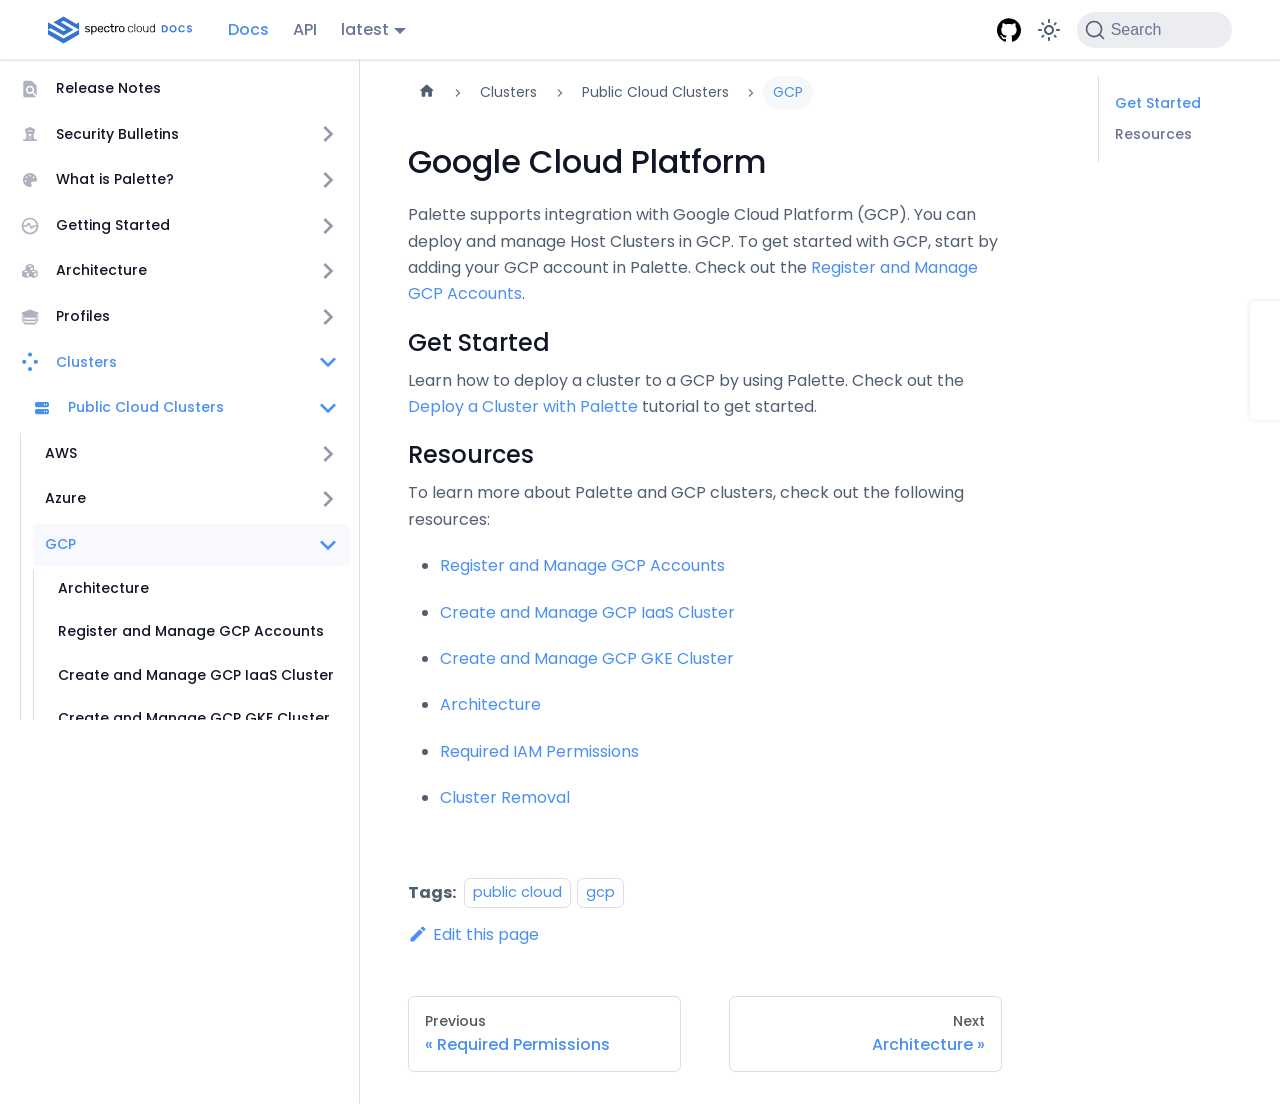 spectro cloud DOCS
Docs
API
latest
Search
Release Notes
Security Bulletins
What is Palette?
Getting Started
Architecture
Profiles
Clusters
Public Cloud Clusters
AWS
Azure
GCP
Architecture
Register and Manage GCP Accounts
Create and Manage GCP IaaS Cluster
Create and Manage GCP GKE Cluster
Clusters
Public Cloud Clusters
GCP
Google Cloud Platform
Palette supports integration with Google Cloud Platform (GCP). You can
deploy and manage Host Clusters in GCP. To get started with GCP, start by
adding your GCP account in Palette. Check out the Register and Manage
GCP Accounts.
Get Started
Learn how to deploy a cluster to a GCP by using Palette. Check out the
Deploy a Cluster with Palette tutorial to get started.
Resources
To learn more about Palette and GCP clusters, check out the following
resources:
Register and Manage GCP Accounts
Create and Manage GCP IaaS Cluster
Create and Manage GCP GKE Cluster
Architecture
Required IAM Permissions
Cluster Removal
Tags: public cloud gcp
Edit this page
Previous
« Required Permissions
Next
Architecture »
Get Started
Resources